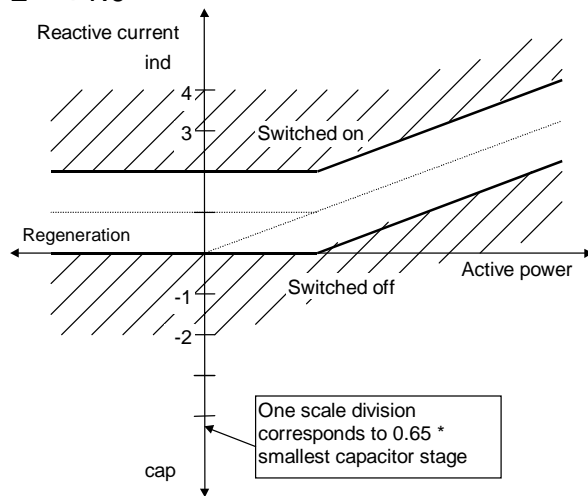 Reactive current
ind
4
3
Switched on
Regeneration
Active power
Switched off
-1
-2
One scale division
corresponds to 0.65 *
smallest capacitor stage
cap